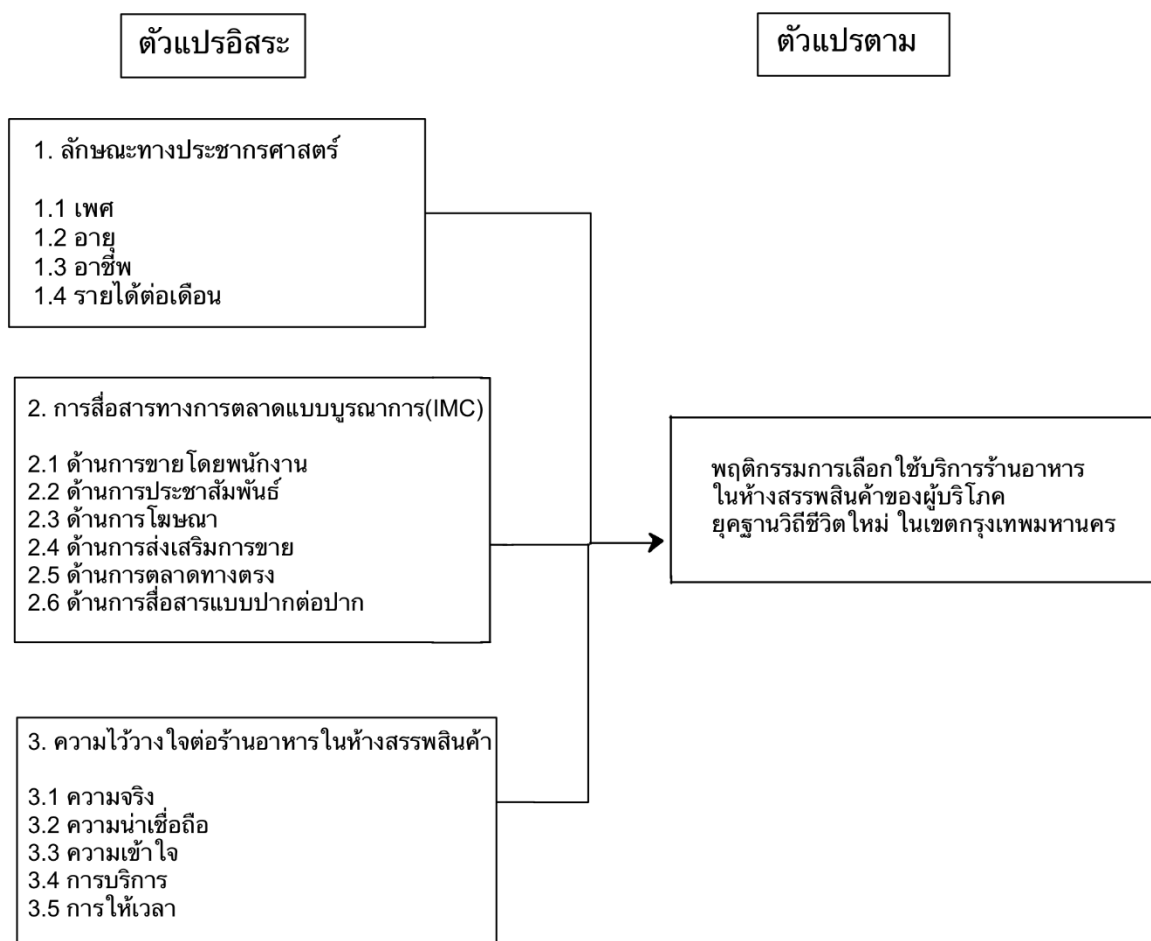 ตัวแปรอิสระ
ตัวแปรตาม
1. ลักษณะทางประชากรศาสตร์
1.1 เพศ
1.2 อายุ
1.3 อาชีพ
1.4 รายได้ต่อเดือน
2. การสื่อสารทางการตลาดแบบบูรณาการ(IMC)
2.1 ด้านการขายโดยพนักงาน
2.2 ด้านการประชาสัมพันธ์
2.3 ด้านการโฆษณา
2.4 ด้านการส่งเสริมการขาย
2.5 ด้านการตลาดทางตรง
2.6 ด้านการสื่อสารแบบปากต่อปาก
3. ความไว้วางใจต่อร้านอาหารในห้างสรรพสินค้า
3.1 ความจริง
3.2 ความน่าเชื่อถือ
3.3 ความเข้าใจ
3.4 การบริการ
3.5 การให้เวลา
พฤติกรรมการเลือกใช้บริการร้านอาหาร
ในห้างสรรพสินค้าของผู้บริโภค
ยุคฐานวิถีชีวิตใหม่ ในเขตกรุงเทพมหานคร